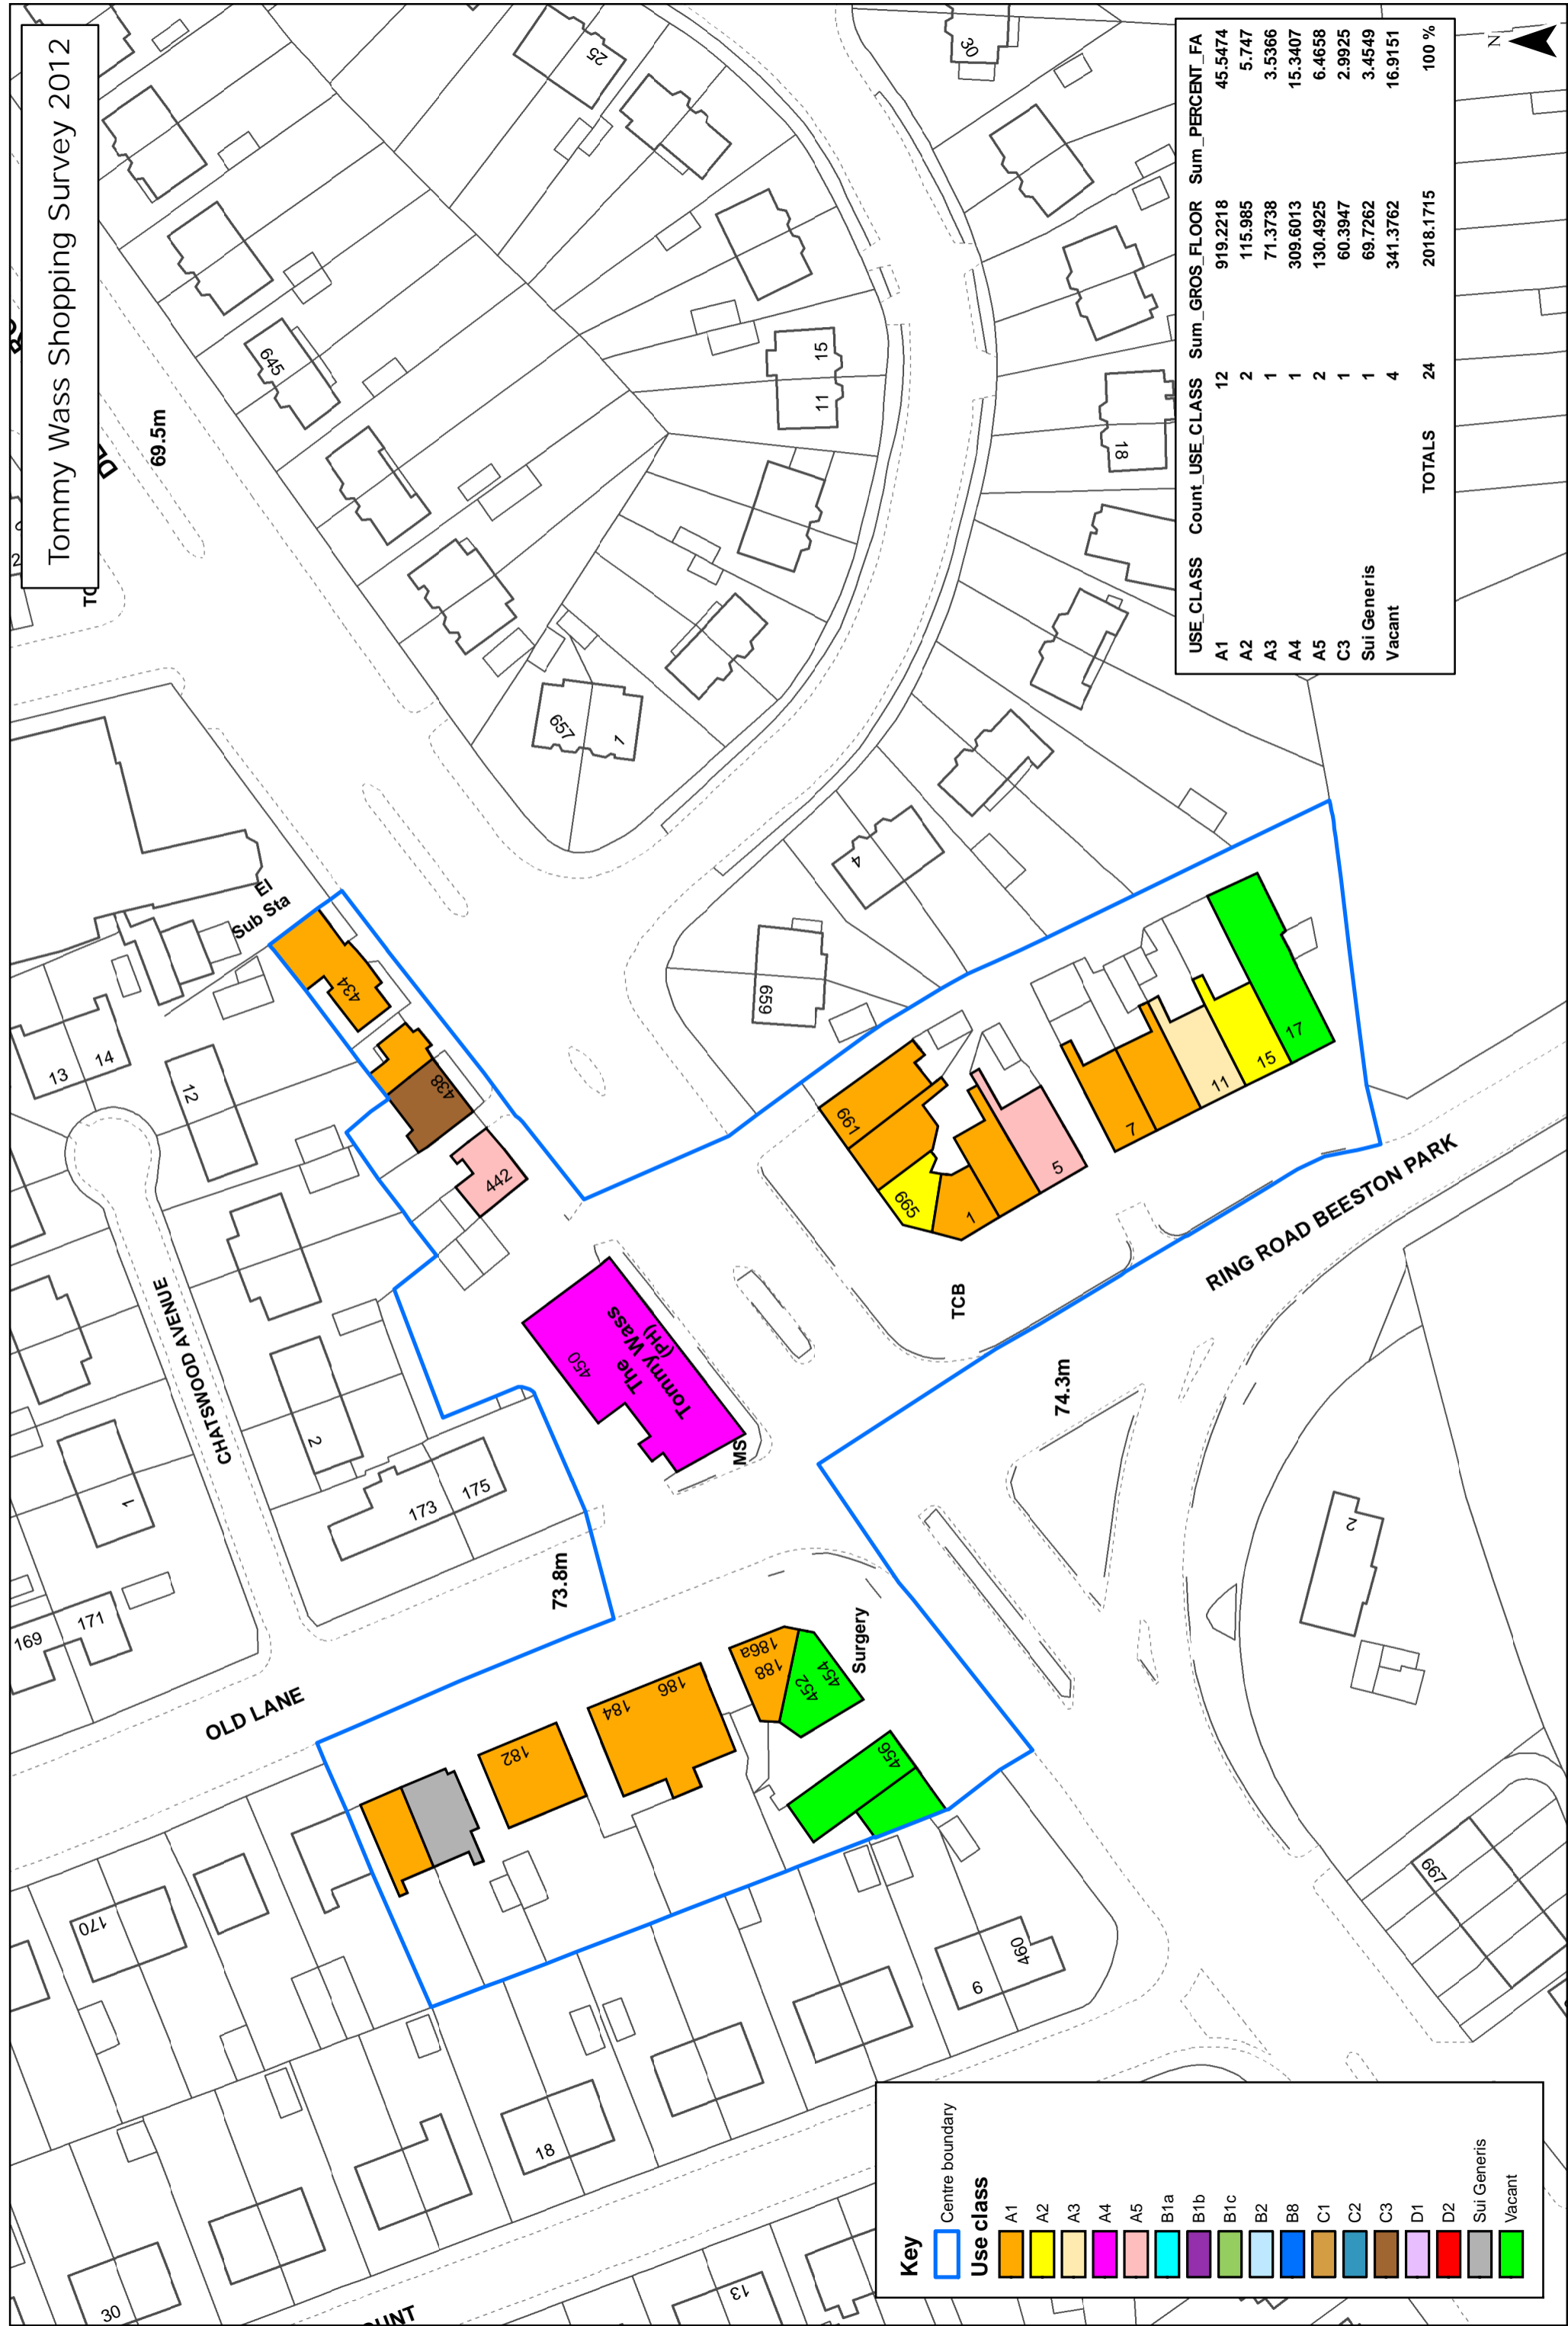 Tommy Wass Shopping Survey 2012
69.5m
645
25
30
657
1
11
15
18
4
659
El
Sub Sta
13
14
12
434
438
442
CHATSWOOD AVENUE
2
1
173
175
169
171
73.8m
OLD LANE
450
The
Tommy Wass
(PH)
MS
TCB
74.3m
RING ROAD BEESTON PARK
691
695
1
5
7
11
15
17
182
184
186
186a
188
452
454
Surgery
456
170
18
9
460
2
699
30
13
OUNT
USE_CLASS Count_USE_CLASS Sum_GROS_FLOOR Sum_PERCENT_FA
A1 12 919.2218 45.5474
A2 2 115.985 5.747
A3 1 71.3738 3.5366
A4 1 309.6013 15.3407
A5 2 130.4925 6.4658
C3 1 60.3947 2.9925
Sui Generis 1 69.7262 3.4549
Vacant 4 341.3762 16.9151
TOTALS 24 2018.1715 100 %
N
Key
Centre boundary
Use class
A1
A2
A3
A4
A5
B1a
B1b
B1c
B2
B8
C1
C2
C3
D1
D2
Sui Generis
Vacant